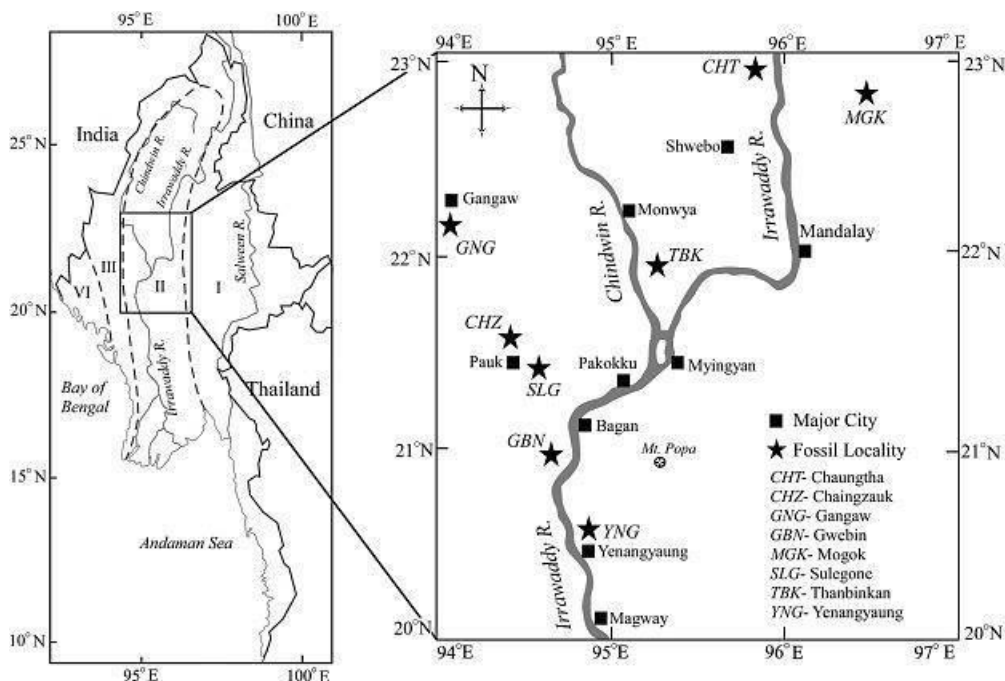 95°E
100°E
India
China
25°N
Chindwin R.
Irrawaddy R.
Salween R.
III
II
I
VI
20°N
Irrawaddy R.
Bay of
Bengal
Thailand
15°N
Andaman Sea
10°N
95°E
100°E
94°E
95°E
96°E
97°E
23°N
23°N
N
CHT
MGK
Shwebo
Irrawaddy R.
Gangaw
Monwya
GNG
Chindwin R.
TBK
Mandalay
22°N
22°N
CHZ
Pauk
SLG
Pakokku
Myingyan
Bagan
GBN
Mt. Popa
21°N
21°N
YNG
Yenangyaung
Irrawaddy R.
Magway
20°N
20°N
94°E
95°E
96°E
97°E
Major City
Fossil Locality
CHT- Chaungtha
CHZ- Chaingzauk
GNG- Gangaw
GBN- Gwebin
MGK- Mogok
SLG- Sulegone
TBK- Thanbinkan
YNG- Yenangyaung